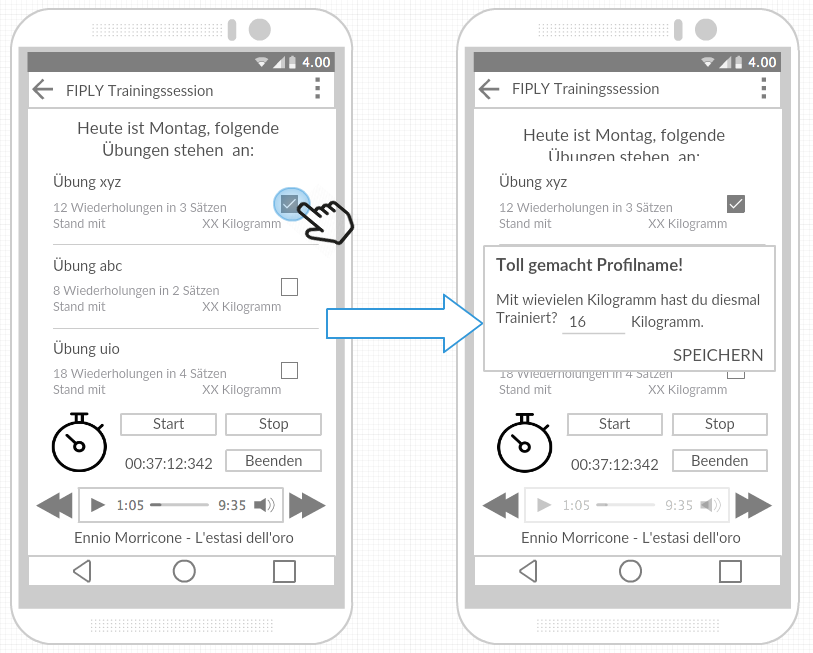 4.00
FIPLY Trainingssession
Heute ist Montag, folgende
Übungen stehen an:
Übung xyz
12 Wiederholungen in 3 Sätzen
Stand mit XX Kilogramm
Übung abc
8 Wiederholungen in 2 Sätzen
Stand mit XX Kilogramm
Übung uio
18 Wiederholungen in 4 Sätzen
Stand mit XX Kilogramm
Start Stop
00:37:12:342 Beenden
1:05 9:35
Ennio Morricone - L'estasi dell'oro
4.00
FIPLY Trainingssession
Heute ist Montag, folgende
Übungen stehen an:
Übung xyz
12 Wiederholungen in 3 Sätzen
Stand mit XX Kilogramm
Toll gemacht Profilname!
Mit wievielen Kilogramm hast du diesmal
Trainiert? 16 Kilogramm.
SPEICHERN
18 Wiederholungen in 4 Sätzen
Stand mit XX Kilogramm
Start Stop
00:37:12:342 Beenden
1:05 9:35
Ennio Morricone - L'estasi dell'oro